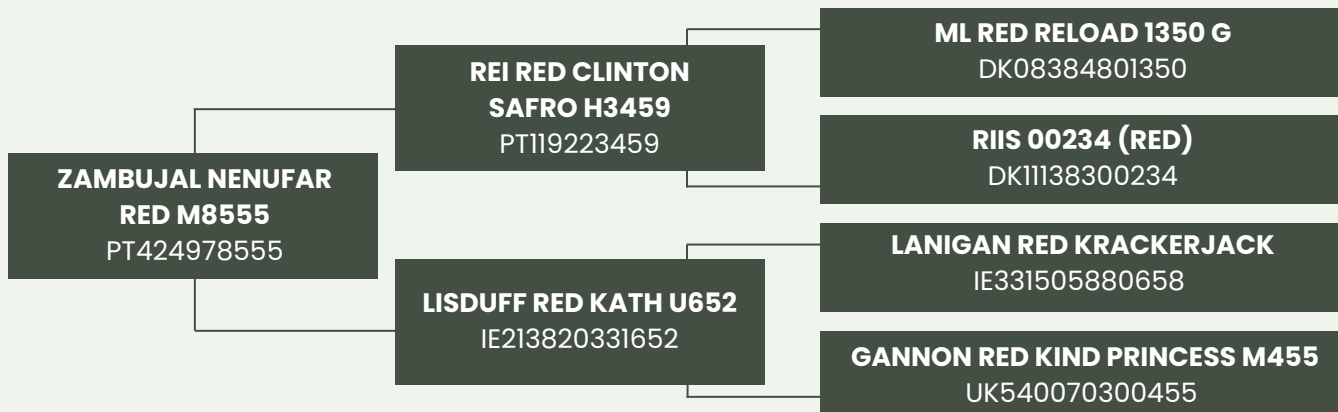 ZAMBUJAL NENUFAR
RED M8555
PT424978555
REI RED CLINTON
SAFRO H3459
PT119223459
LISDUFF RED KATH U652
IE213820331652
ML RED RELOAD 1350 G
DK08384801350
RIIS 00234 (RED)
DK11138300234
LANIGAN RED KRACKERJACK
IE331505880658
GANNON RED KIND PRINCESS M455
UK540070300455